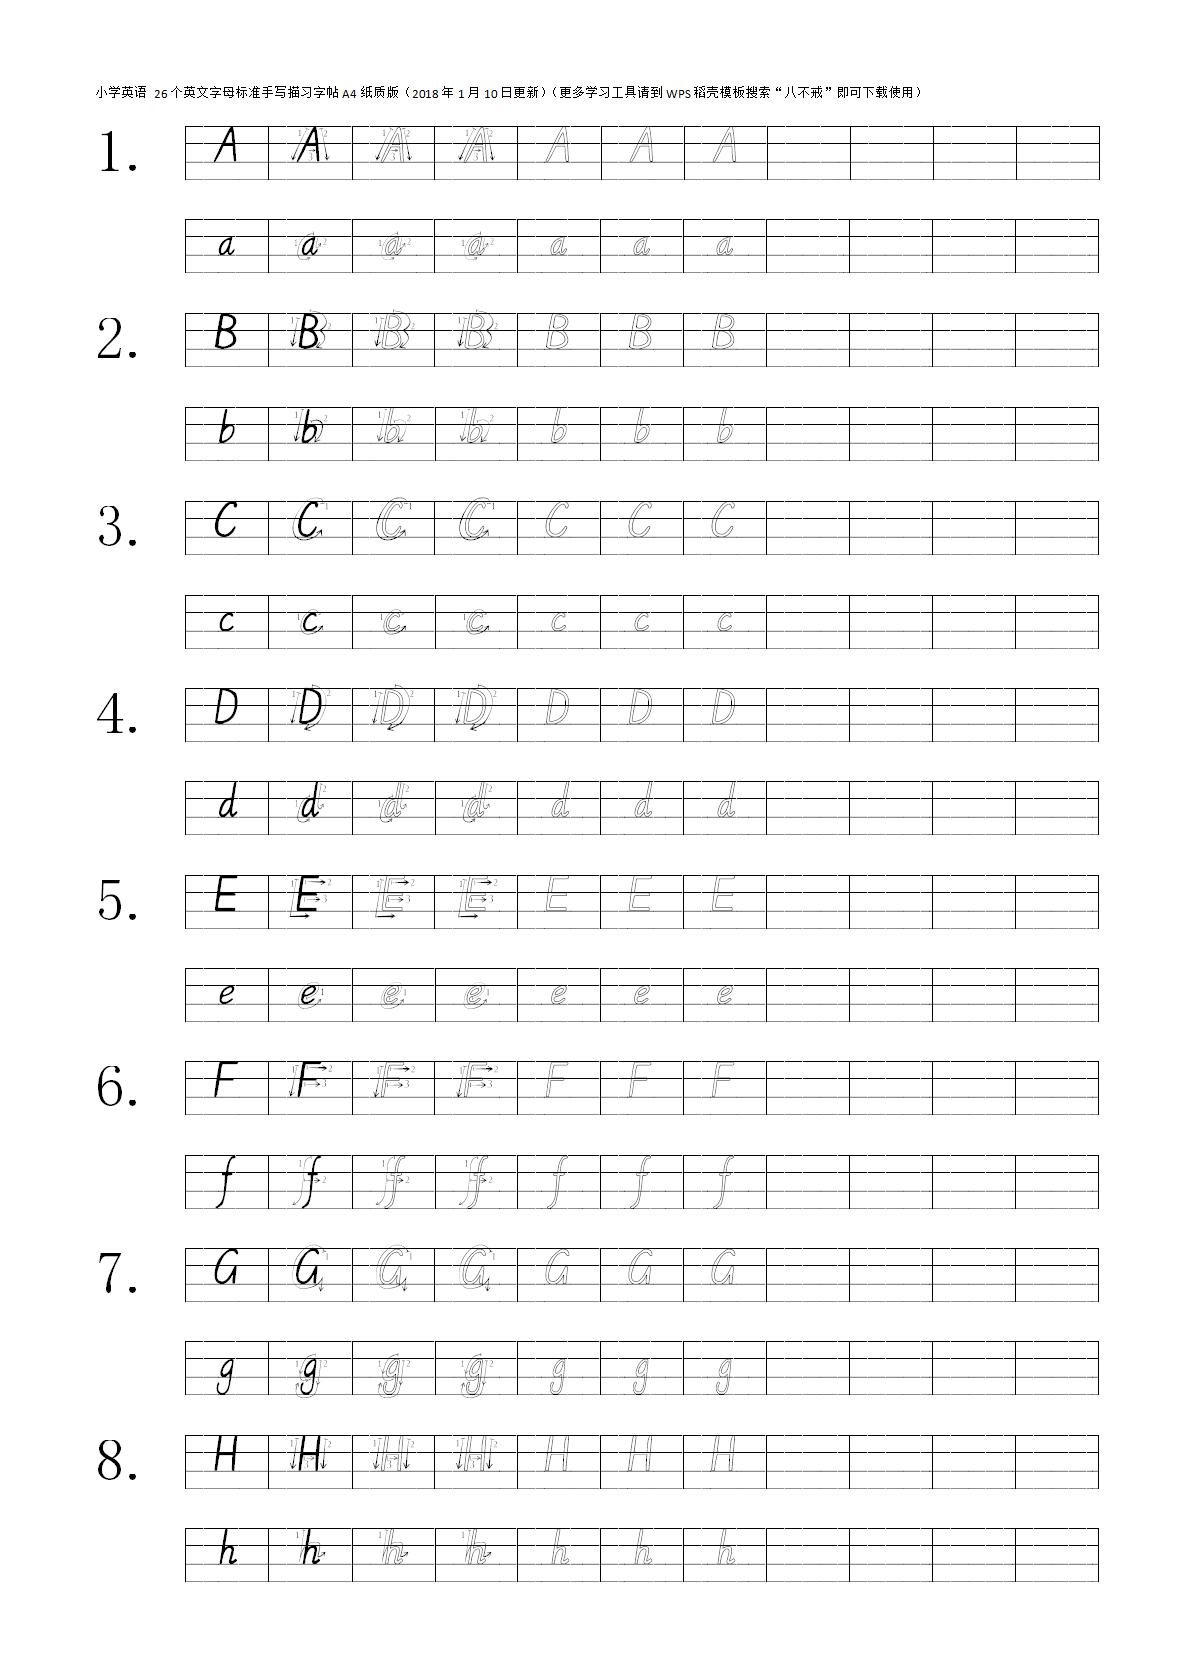 小学英语 26个英文字母标准手写描习字帖A4纸质版（2018年1月10日更新）（更多学习工具请到WPS稻壳模板搜索“八不戒”即可下载使用）
1. A A A A A A A
a a a a a a a
2. B B B B B B B
b b b b b b b
3. C C C C C C C
c c c c c c c
4. D D D D D D D
d d d d d d d
5. E E E E E E E
e e e e e e e
6. F F F F F F F
f f f f f f f
7. G G G G G G G
g g g g g g g
8. H H H H H H H
h h h h h h h